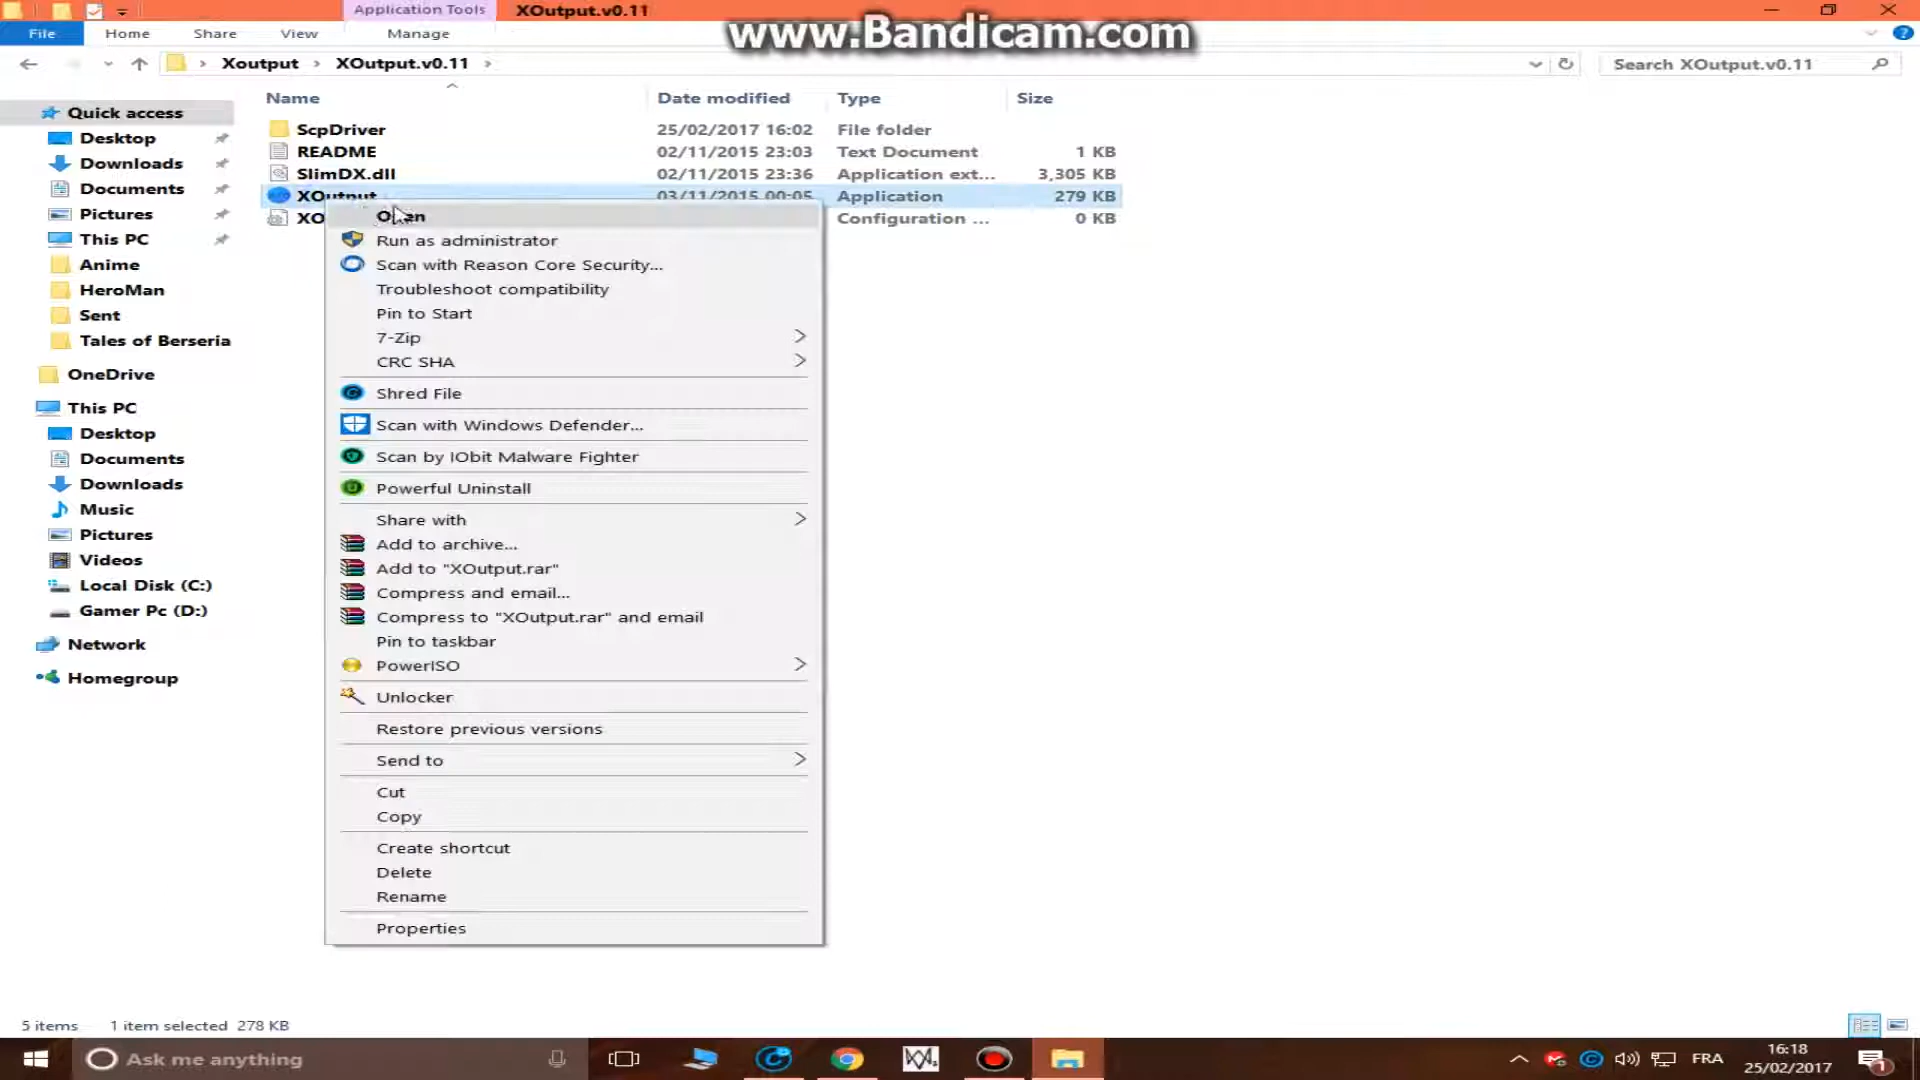 Application Tools
XOutput.v0.11
www.Bandicam.com
File
Home
Share
View
Manage
Xoutput
XOutput.v0.11
Search XOutput.v0.11
Name
Date modified
Type
Size
Quick access
Desktop
Downloads
Documents
Pictures
This PC
Anime
HeroMan
Sent
Tales of Berseria
OneDrive
This PC
Desktop
Documents
Downloads
Music
Pictures
Videos
Local Disk (C:)
Gamer Pc (D:)
Network
Homegroup
ScpDriver 25/02/2017 16:02 File folder
README 02/11/2015 23:03 Text Document 1 KB
SlimDX.dll 02/11/2015 23:36 Application ext... 3,305 KB
XOutput 03/11/2015 00:05 Application 279 KB
XO Configuration ... 0 KB
Open
Run as administrator
Scan with Reason Core Security...
Troubleshoot compatibility
Pin to Start
7-Zip
CRC SHA
Shred File
Scan with Windows Defender...
Scan by IObit Malware Fighter
Powerful Uninstall
Share with
Add to archive...
Add to "XOutput.rar"
Compress and email...
Compress to "XOutput.rar" and email
Pin to taskbar
PowerISO
Unlocker
Restore previous versions
Send to
Cut
Copy
Create shortcut
Delete
Rename
Properties
5 items 1 item selected 278 KB
Ask me anything
FRA
16:18
25/02/2017
1